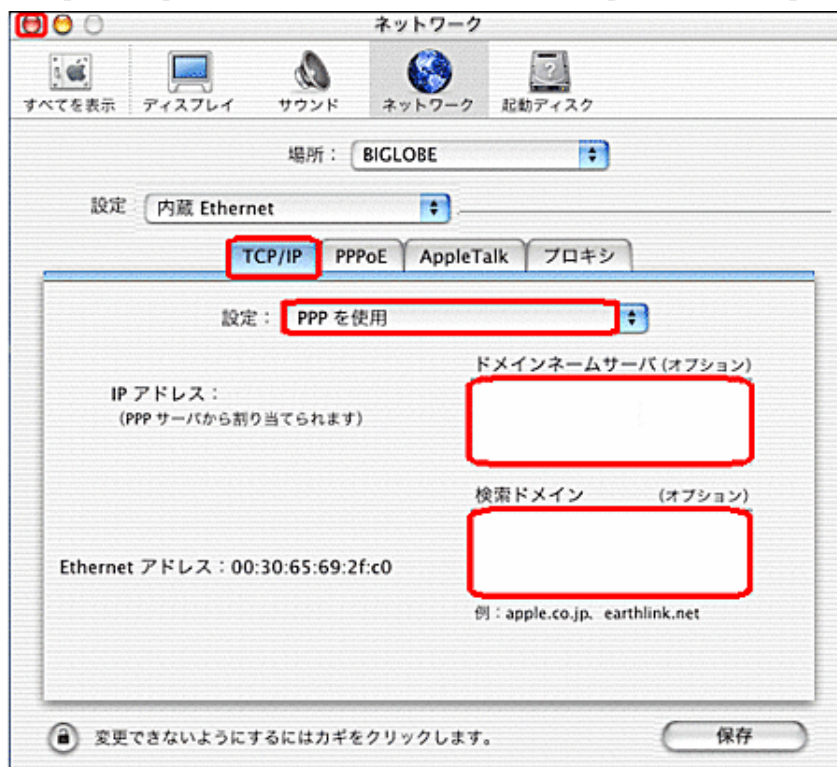 ネットワーク
すべてを表示 ディスプレイ サウンド ネットワーク 起動ディスク
場所： BIGLOBE
設定 内蔵 Ethernet
TCP/IP PPPoE AppleTalk プロキシ
設定： PPP を使用
ドメインネームサーバ (オプション)
IP アドレス：
(PPP サーバから割り当てられます)
検索ドメイン (オプション)
Ethernet アドレス：00:30:65:69:2f:c0
例：apple.co.jp、earthlink.net
変更できないようにするにはカギをクリックします。 保存